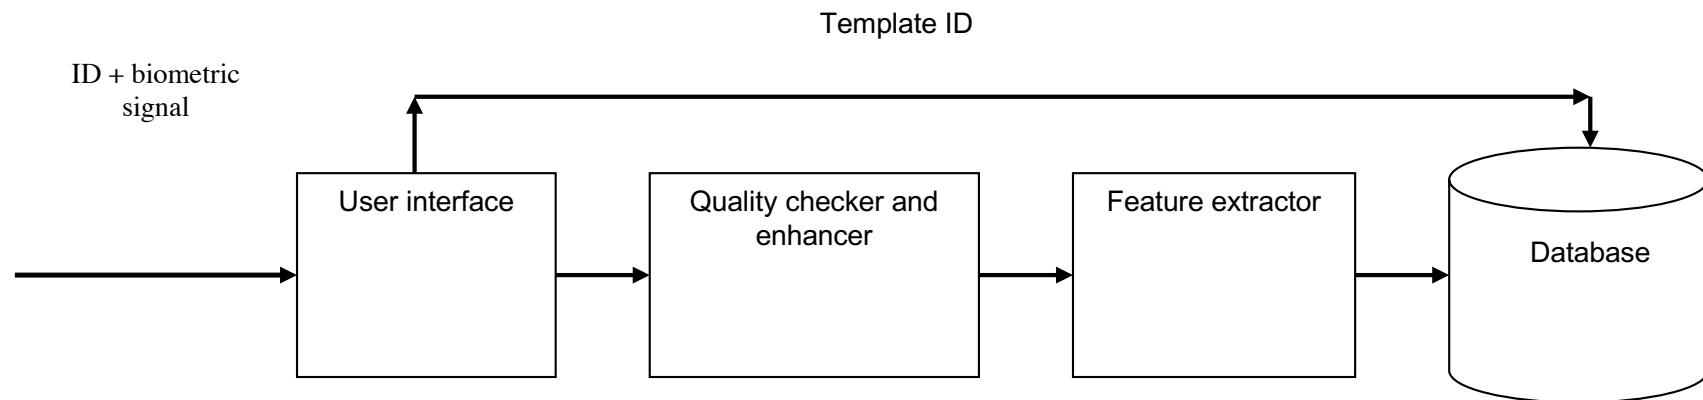 Template ID
ID + biometric
signal
User interface
Quality checker and
enhancer
Feature extractor
Database